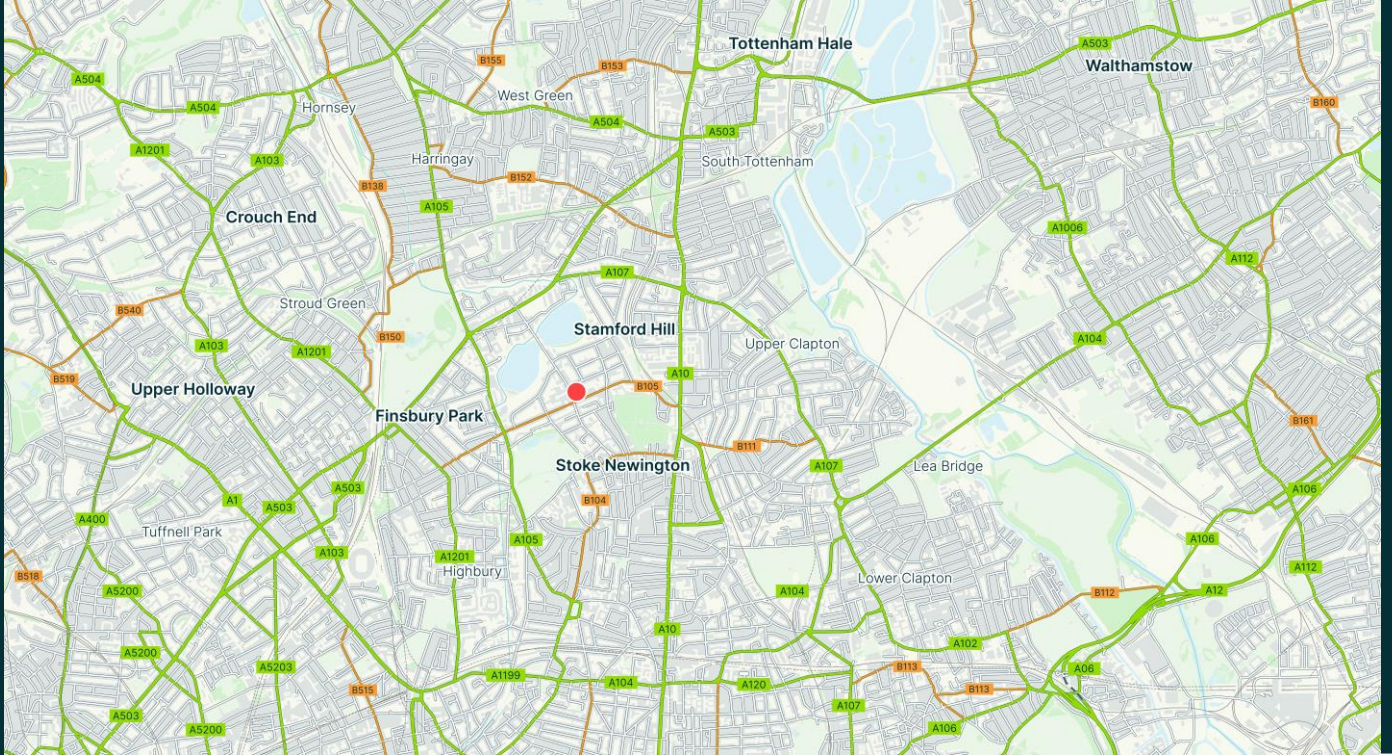 Tottenham Hale
A503
Walthamstow
B155
B153
A504
West Green
B160
A504
Hornsey
A504
A503
A1201
A103
Harringay
South Tottenham
B138
B152
A105
Crouch End
A1006
A112
A107
Stroud Green
B540
Stamford Hill
B150
A104
Upper Clapton
A103
A1201
A10
B519
Upper Holloway
B105
Finsbury Park
B161
B111
Stoke Newington
A107
Lea Bridge
A503
A106
A1
B104
A503
A400
Tuffnell Park
A105
A106
A103
A1201
Highbury
A112
B518
Lower Clapton
A5200
A104
B112
A12
A10
A102
A5200
A5203
B113
A06
A1199
A104
A120
B515
B113
A107
A503
A5200
A106